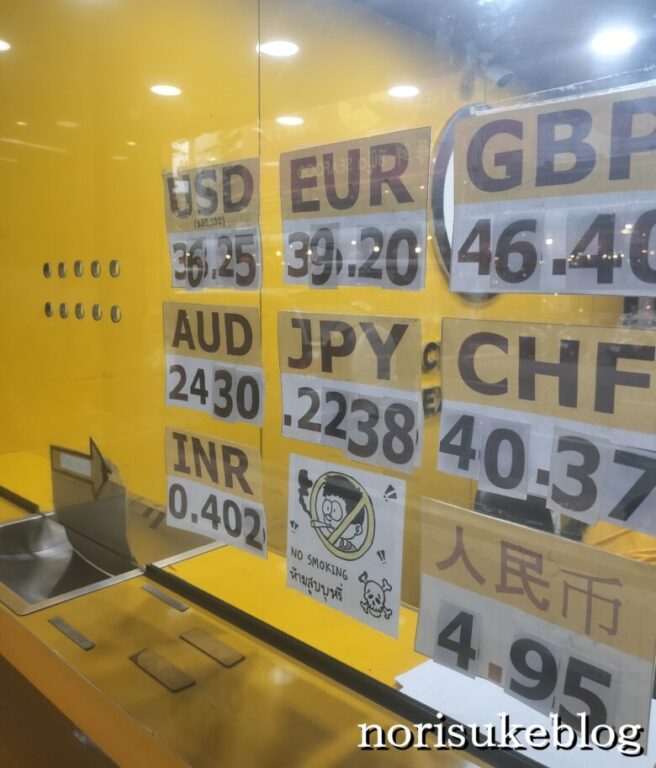 USD
($50,100)
36.25
EUR
39.20
GBP
46.40
AUD
24 30
JPY
.2238
CHF
40.37
INR
0.402
NO SMOKING
ห้ามสูบบุหรี่
人民币
4.95
norisukeblog